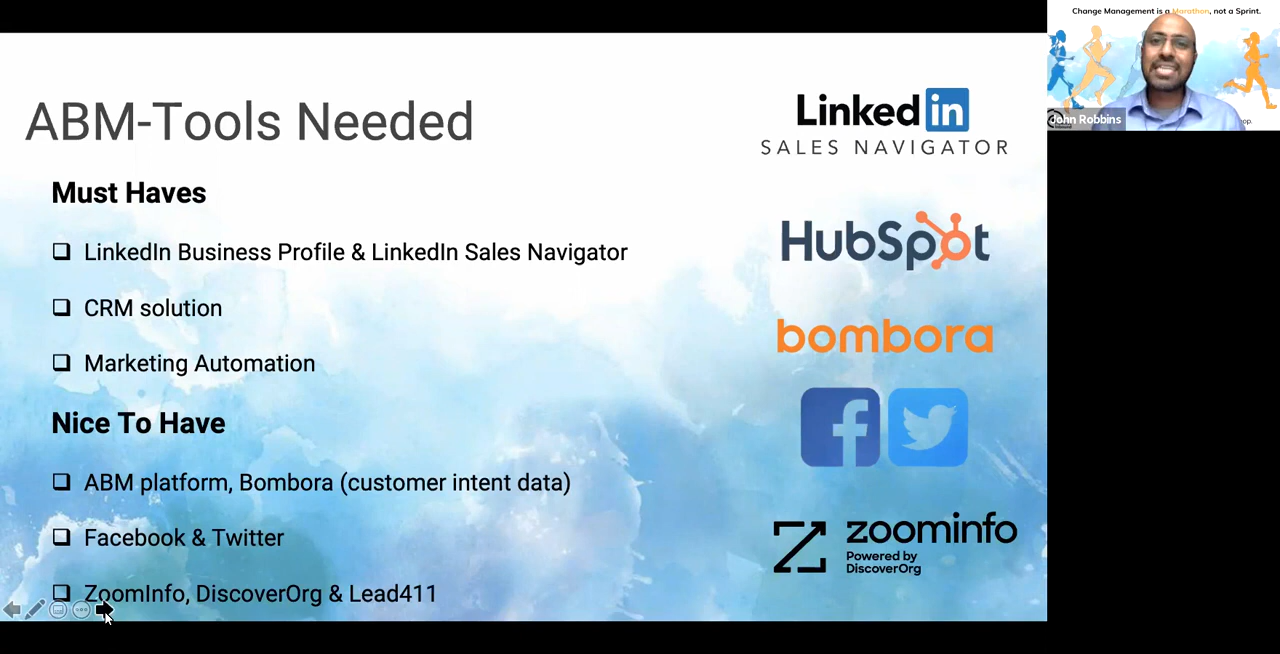 ABM-Tools Needed
Must Haves
LinkedIn Business Profile & LinkedIn Sales Navigator
CRM solution
Marketing Automation
Nice To Have
ABM platform, Bombora (customer intent data)
Facebook & Twitter
ZoomInfo, DiscoverOrg & Lead411
Linked in
SALES NAVIGATOR
HubSpot
bombora
zoominfo
Powered by
DiscoverOrg
Change Management is a Marathon, not a Sprint.
John Robbins